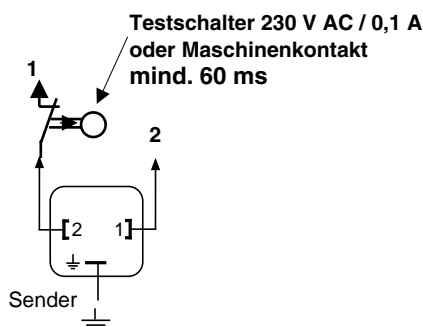 Testschalter 230 V AC / 0,1 A
oder Maschinenkontakt
mind. 60 ms
1
2
2 1
Sender